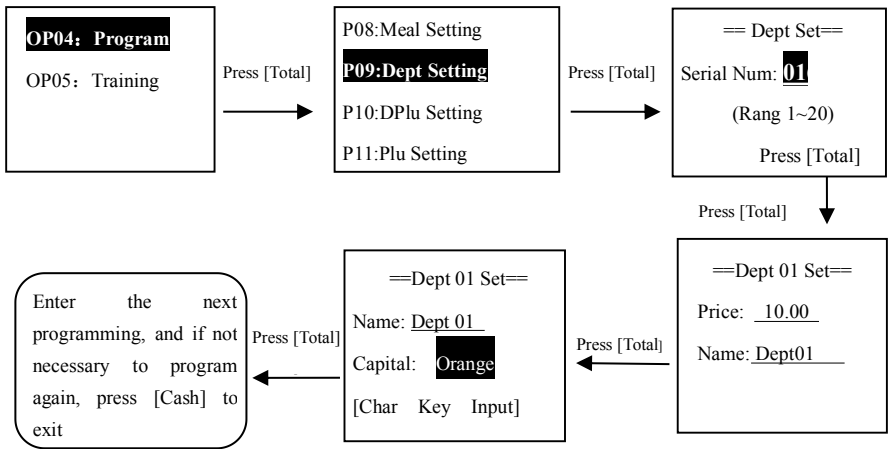 OP04：Program
OP05：Training
Press [Total]
P08:Meal Setting
P09:Dept Setting
P10:DPlu Setting
P11:Plu Setting
Press [Total]
== Dept Set==
Serial Num: 01
(Rang 1~20)
Press [Total]
Press [Total]
==Dept 01 Set==
Price: 10.00
Name: Dept01
Press [Total]
==Dept 01 Set==
Name: Dept 01
Capital: Orange
[Char Key Input]
Press [Total]
Enter the next
programming, and if not
necessary to program
again, press [Cash] to
exit